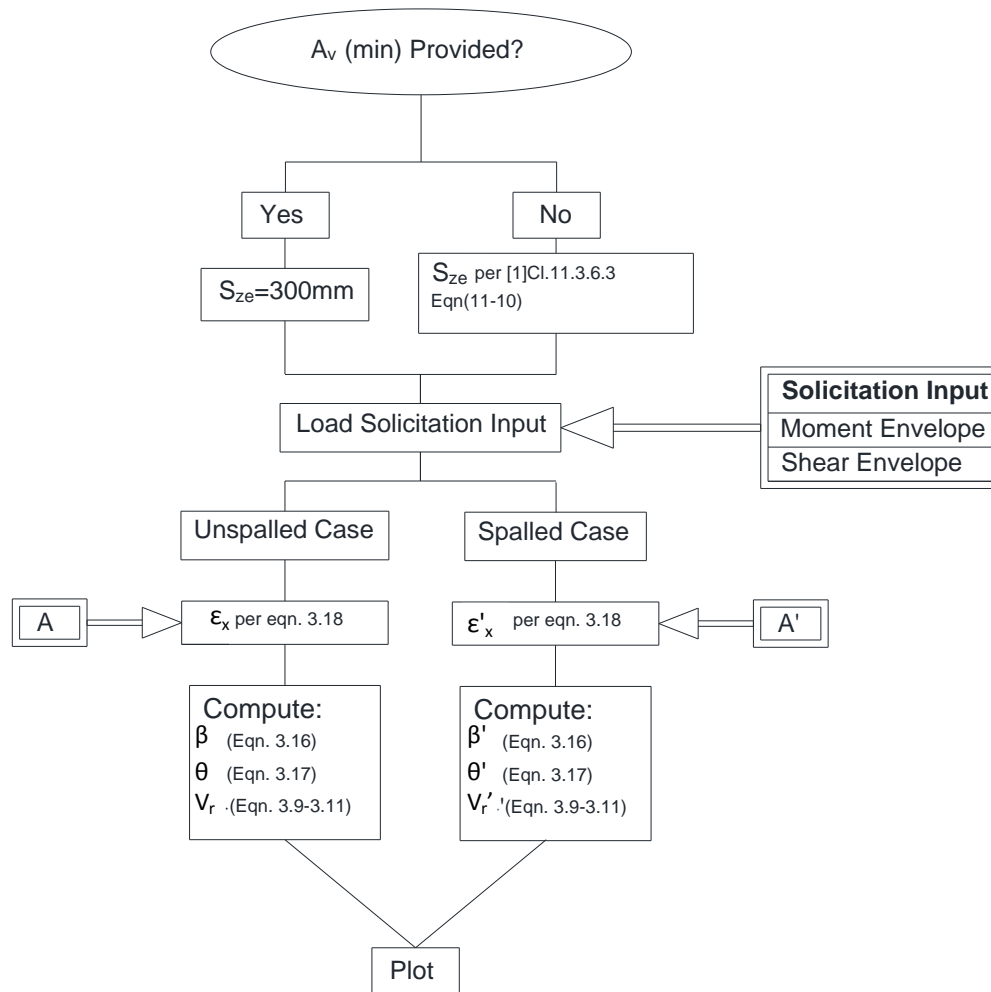 Aᵥ (min) Provided?
Yes
No
S_ze=300mm
S_ze per [1]Cl.11.3.6.3
Eqn(11-10)
Load Solicitation Input
Solicitation Input
Moment Envelope
Shear Envelope
Unspalled Case
Spalled Case
A
εₓ per eqn. 3.18
ε'ₓ per eqn. 3.18
A'
Compute:
β (Eqn. 3.16)
θ (Eqn. 3.17)
Vᵣ .(Eqn. 3.9-3.11)
Compute:
β' (Eqn. 3.16)
θ' (Eqn. 3.17)
Vᵣ' .'(Eqn. 3.9-3.11)
Plot